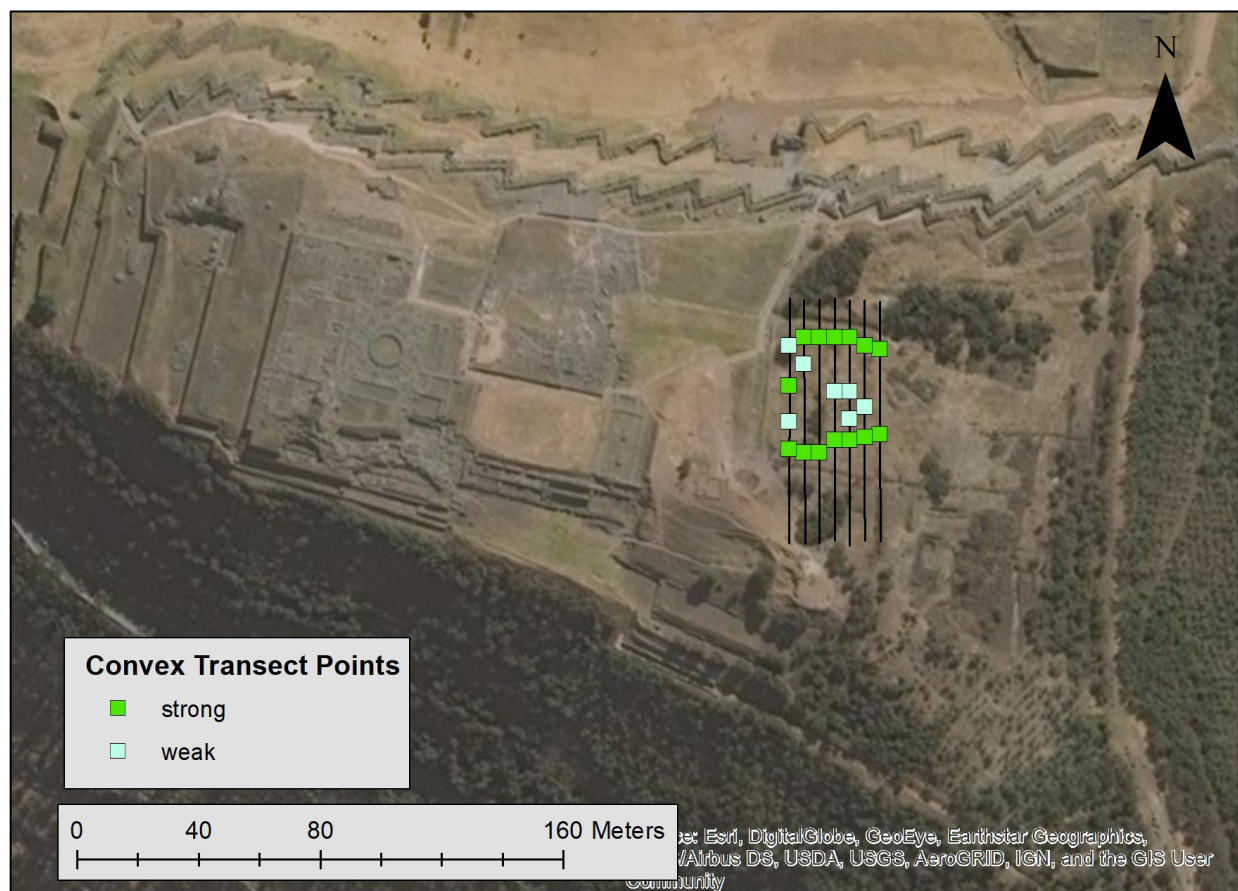 N
Convex Transect Points
strong
weak
0 40 80 160 Meters
ce: Esri, DigitalGlobe, GeoEye, Earthstar Geographics,
/Airbus DS, USDA, USGS, AeroGRID, IGN, and the GIS User
Community